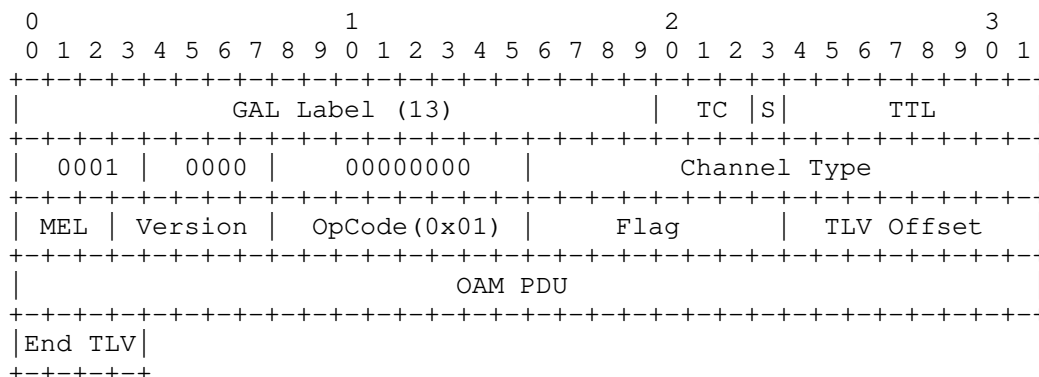 0                   1                   2                   3
 0 1 2 3 4 5 6 7 8 9 0 1 2 3 4 5 6 7 8 9 0 1 2 3 4 5 6 7 8 9 0 1
+-+-+-+-+-+-+-+-+-+-+-+-+-+-+-+-+-+-+-+-+-+-+-+-+-+-+-+-+-+-+-+--
|             GAL Label (13)            |  TC |S|      TTL
+-+-+-+-+-+-+-+-+-+-+-+-+-+-+-+-+-+-+-+-+-+-+-+-+-+-+-+-+-+-+-+--
|  0001 |  0000 |    00000000   |         Channel Type
+-+-+-+-+-+-+-+-+-+-+-+-+-+-+-+-+-+-+-+-+-+-+-+-+-+-+-+-+-+-+-+--
| MEL | Version |  OpCode(0x01) |     Flag      |  TLV Offset
+-+-+-+-+-+-+-+-+-+-+-+-+-+-+-+-+-+-+-+-+-+-+-+-+-+-+-+-+-+-+-+--
|                           OAM PDU
+-+-+-+-+-+-+-+-+-+-+-+-+-+-+-+-+-+-+-+-+-+-+-+-+-+-+-+-+-+-+-+--
|End TLV|
+-+-+-+-+